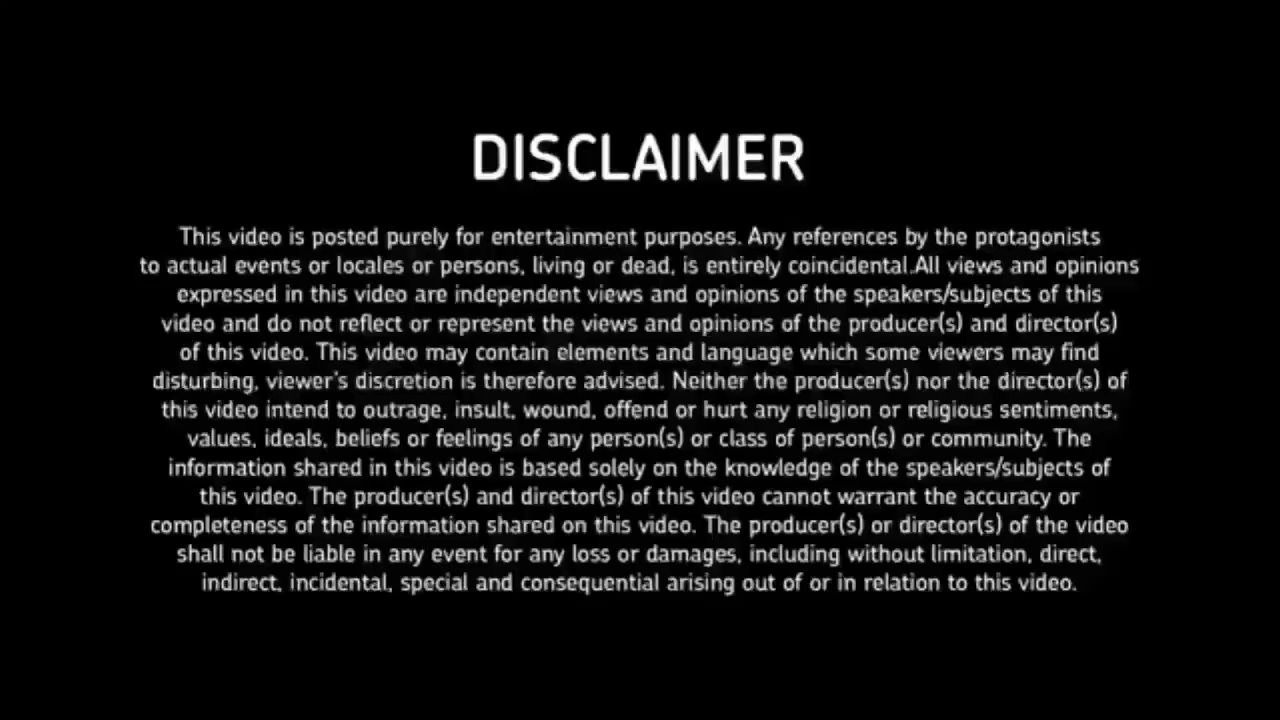 DISCLAIMER
This video is posted purely for entertainment purposes. Any references by the protagonists
to actual events or locales or persons, living or dead, is entirely coincidental.All views and opinions
expressed in this video are independent views and opinions of the speakers/subjects of this
video and do not reflect or represent the views and opinions of the producer(s) and director(s)
of this video. This video may contain elements and language which some viewers may find
disturbing, viewer's discretion is therefore advised. Neither the producer(s) nor the director(s) of
this video intend to outrage, insult, wound, offend or hurt any religion or religious sentiments,
values, ideals, beliefs or feelings of any person(s) or class of person(s) or community. The
information shared in this video is based solely on the knowledge of the speakers/subjects of
this video. The producer(s) and director(s) of this video cannot warrant the accuracy or
completeness of the information shared on this video. The producer(s) or director(s) of the video
shall not be liable in any event for any loss or damages, including without limitation, direct,
indirect, incidental, special and consequential arising out of or in relation to this video.